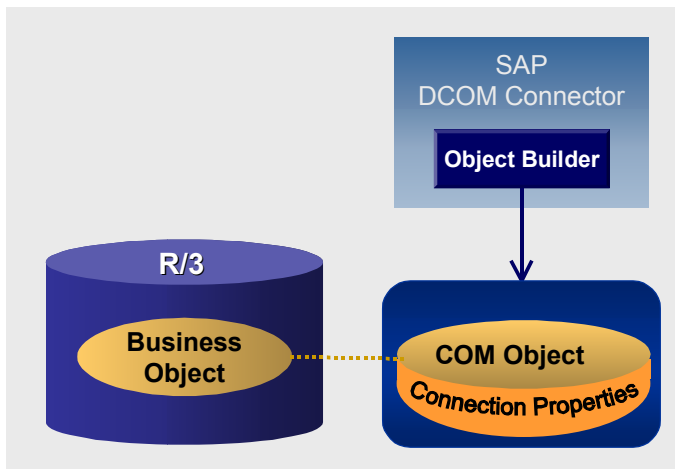 SAP
DCOM Connector
Object Builder
R/3
Business
Object
COM Object
Connection Properties